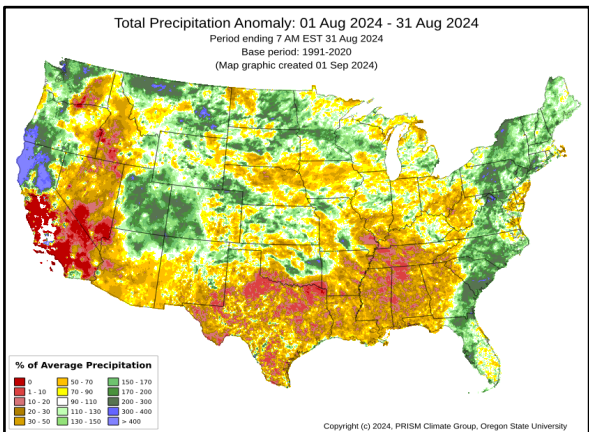 Total Precipitation Anomaly: 01 Aug 2024 - 31 Aug 2024
Period ending 7 AM EST 31 Aug 2024
Base period: 1991-2020
(Map graphic created 01 Sep 2024)
% of Average Precipitation
0 50 - 70 150 - 170
1 - 10 70 - 90 170 - 200
10 - 20 90 - 110 200 - 300
20 - 30 110 - 130 300 - 400
30 - 50 130 - 150 > 400
Copyright (c) 2024, PRISM Climate Group, Oregon State University